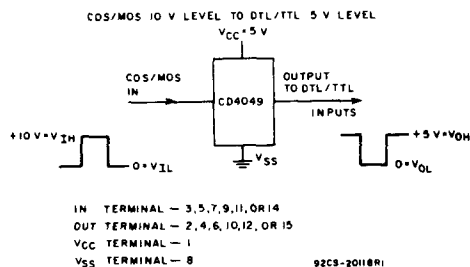 COS/MOS 10 V LEVEL TO DTL/TTL 5 V LEVEL
VCC=5 V
COS/MOS
IN
CD4049
OUTPUT
TO DTL/TTL
INPUTS
+10 V=VIH
0=VIL
VSS
+5V=VOH
0=VOL
IN TERMINAL — 3,5,7,9,11, OR 14
OUT TERMINAL — 2,4,6,10,12, OR 15
VCC TERMINAL — 1
VSS TERMINAL — 8
92CS-20118R1